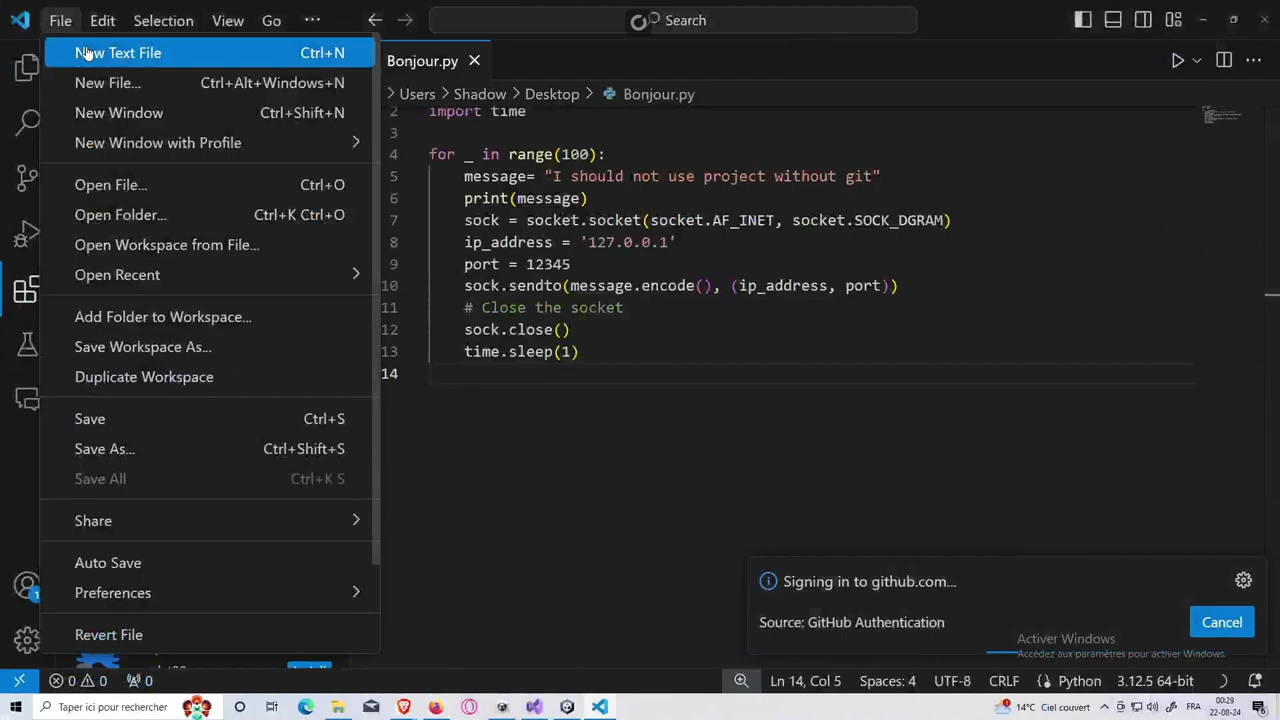 File Edit Selection View Go ··· Search
New Text File Ctrl+N
New File... Ctrl+Alt+Windows+N
New Window Ctrl+Shift+N
New Window with Profile
Open File... Ctrl+O
Open Folder... Ctrl+K Ctrl+O
Open Workspace from File...
Open Recent
Add Folder to Workspace...
Save Workspace As...
Duplicate Workspace
Save Ctrl+S
Save As... Ctrl+Shift+S
Save All Ctrl+K S
Share
Auto Save
Preferences
Revert File
Bonjour.py
Users > Shadow > Desktop > Bonjour.py
2 import time
3
4 for _ in range(100):
5 message= "I should not use project without git"
6 print(message)
7 sock = socket.socket(socket.AF_INET, socket.SOCK_DGRAM)
8 ip_address = '127.0.0.1'
9 port = 12345
10 sock.sendto(message.encode(), (ip_address, port))
11 # Close the socket
12 sock.close()
13 time.sleep(1)
14
1
Signing in to github.com...
Source: GitHub Authentication
Cancel
Activer Windows
Accédez aux paramètres pour activer Windows.
Install
0 0 0 Ln 14, Col 5 Spaces: 4 UTF-8 CRLF Python 3.12.5 64-bit
Taper ici pour rechercher 14°C Ciel couvert FRA 00:29
22-08-24